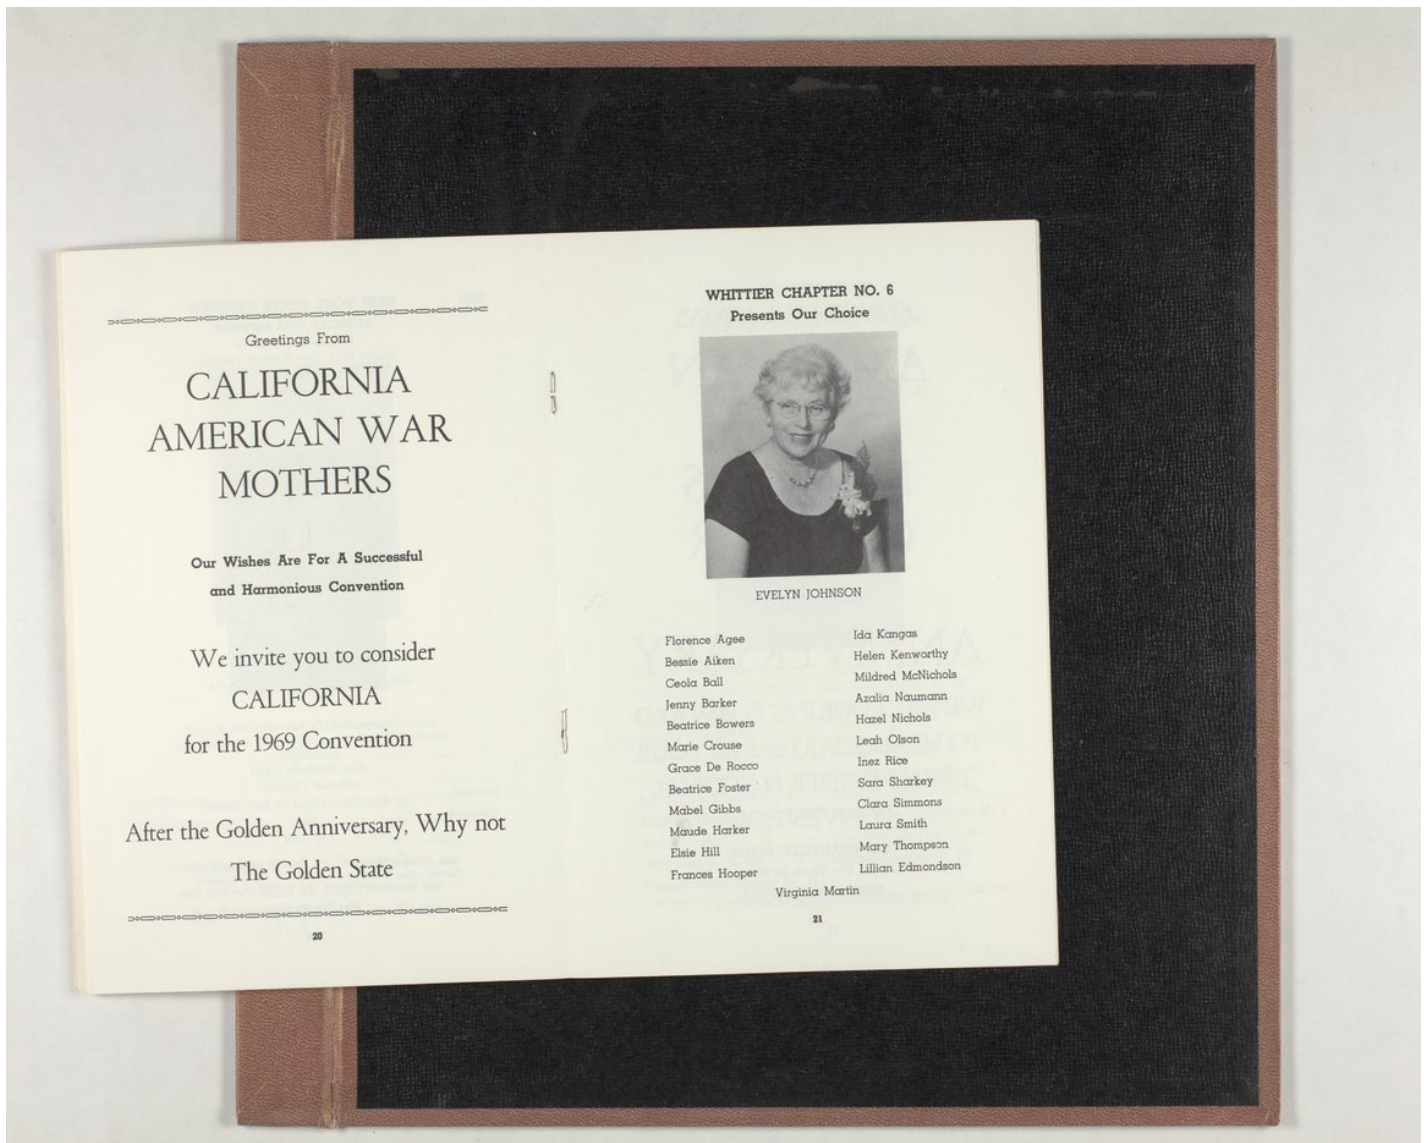 Greetings From
CALIFORNIA
AMERICAN WAR
MOTHERS
Our Wishes Are For A Successful
and Harmonious Convention
We invite you to consider
CALIFORNIA
for the 1969 Convention
After the Golden Anniversary, Why not
The Golden State
20
WHITTIER CHAPTER NO. 6
Presents Our Choice
EVELYN JOHNSON
Florence Agee
Bessie Aiken
Ceola Ball
Jenny Barker
Beatrice Bowers
Marie Crouse
Grace De Rocco
Beatrice Foster
Mabel Gibbs
Maude Harker
Elsie Hill
Frances Hooper
Ida Kangas
Helen Kenworthy
Mildred McNichols
Azalia Naumann
Hazel Nichols
Leah Olson
Inez Rice
Sara Sharkey
Clara Simmons
Laura Smith
Mary Thompson
Lillian Edmondson
Virginia Martin
21